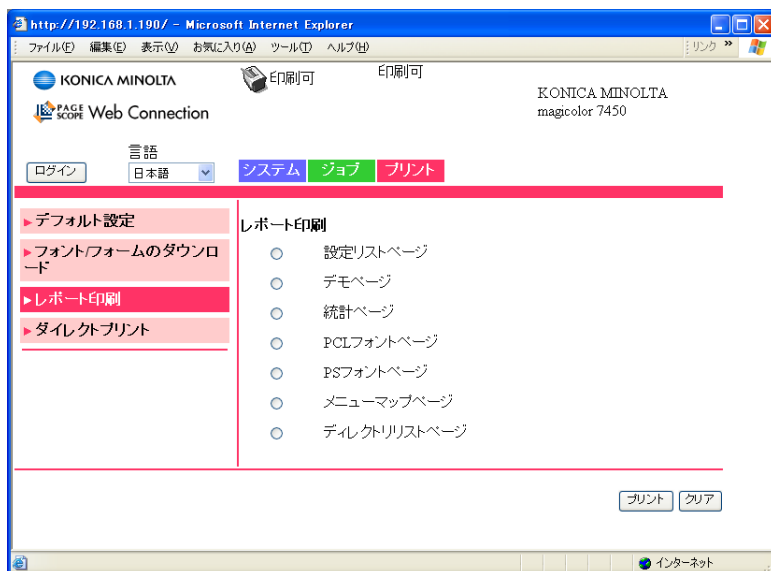 http://192.168.1.190/ - Microsoft Internet Explorer
ファイル(F) 編集(E) 表示(V) お気に入り(A) ツール(T) ヘルプ(H) リンク »
KONICA MINOLTA 印刷可 印刷可
KONICA MINOLTA
magicolor 7450
PAGE SCOPE Web Connection
言語
ログイン 日本語 システム ジョブ プリント
デフォルト設定
フォント/フォームのダウンロ
ード
レポート印刷
ダイレクトプリント
レポート印刷
設定リストページ
デモページ
統計ページ
PCLフォントページ
PSフォントページ
メニューマップページ
ディレクトリリストページ
プリント クリア
インターネット